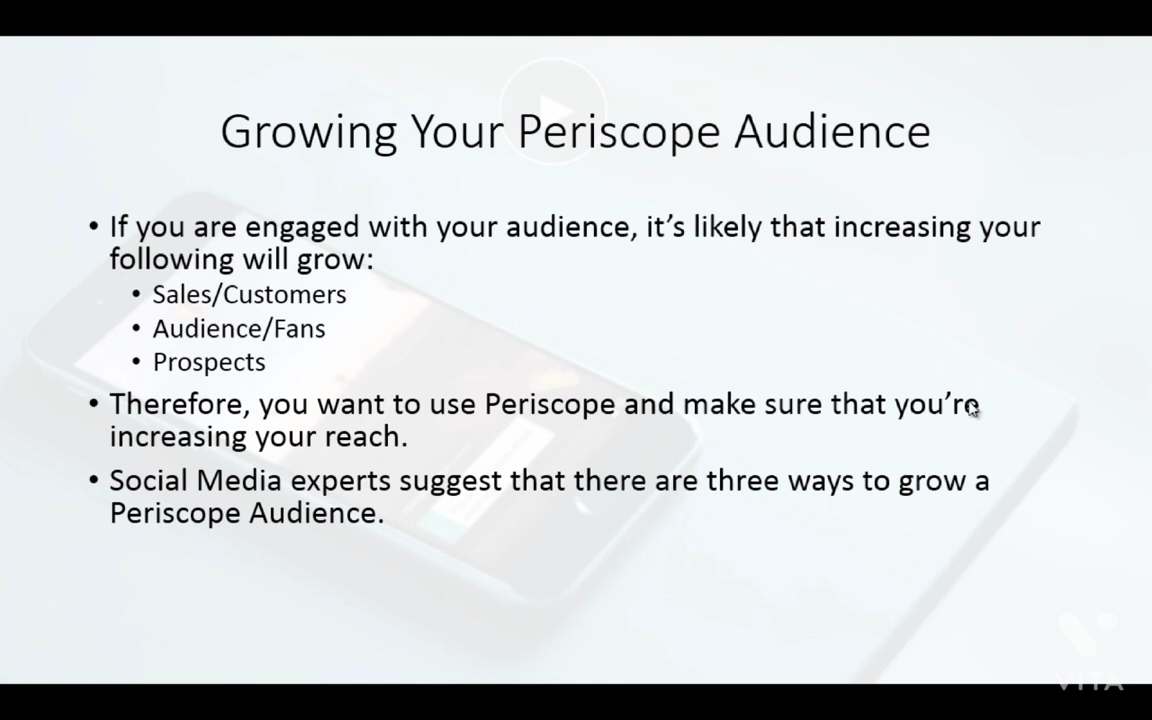 Growing Your Periscope Audience
• If you are engaged with your audience, it’s likely that increasing your
following will grow:
• Sales/Customers
• Audience/Fans
• Prospects
• Therefore, you want to use Periscope and make sure that you’re
increasing your reach.
• Social Media experts suggest that there are three ways to grow a
Periscope Audience.
VITA